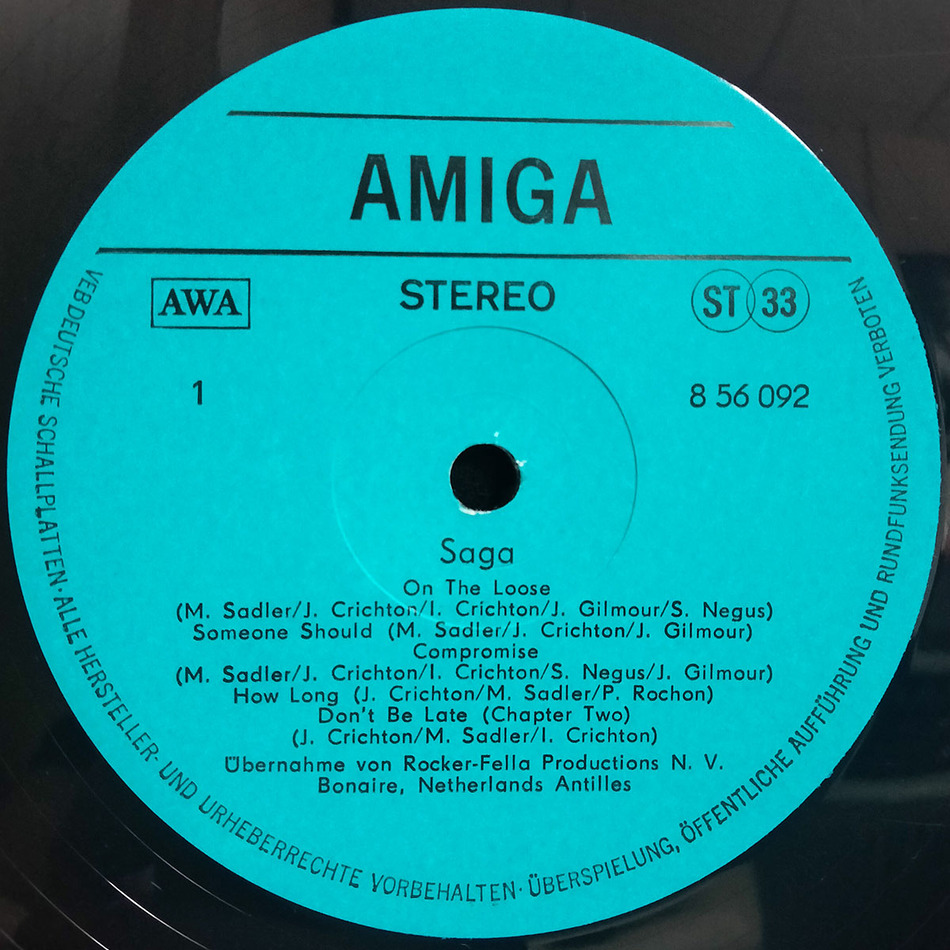 AMIGA
AWA
STEREO
ST 33
1
8 56 092
Saga
On The Loose
(M. Sadler/J. Crichton/I. Crichton/J. Gilmour/S. Negus)
Someone Should (M. Sadler/J. Crichton/J. Gilmour)
Compromise
(M. Sadler/J. Crichton/I. Crichton/S. Negus/J. Gilmour)
How Long (J. Crichton/M. Sadler/P. Rochon)
Don't Be Late (Chapter Two)
(J. Crichton/M. Sadler/I. Crichton)
Übernahme von Rocker-Fella Productions N. V.
Bonaire, Netherlands Antilles
VEB DEUTSCHE SCHALLPLATTEN · ALLE HERSTELLER- UND URHEBERRECHTE VORBEHALTEN · ÜBERSPIELUNG, ÖFFENTLICHE AUFFÜHRUNG UND RUNDFUNKSENDUNG VERBOTEN